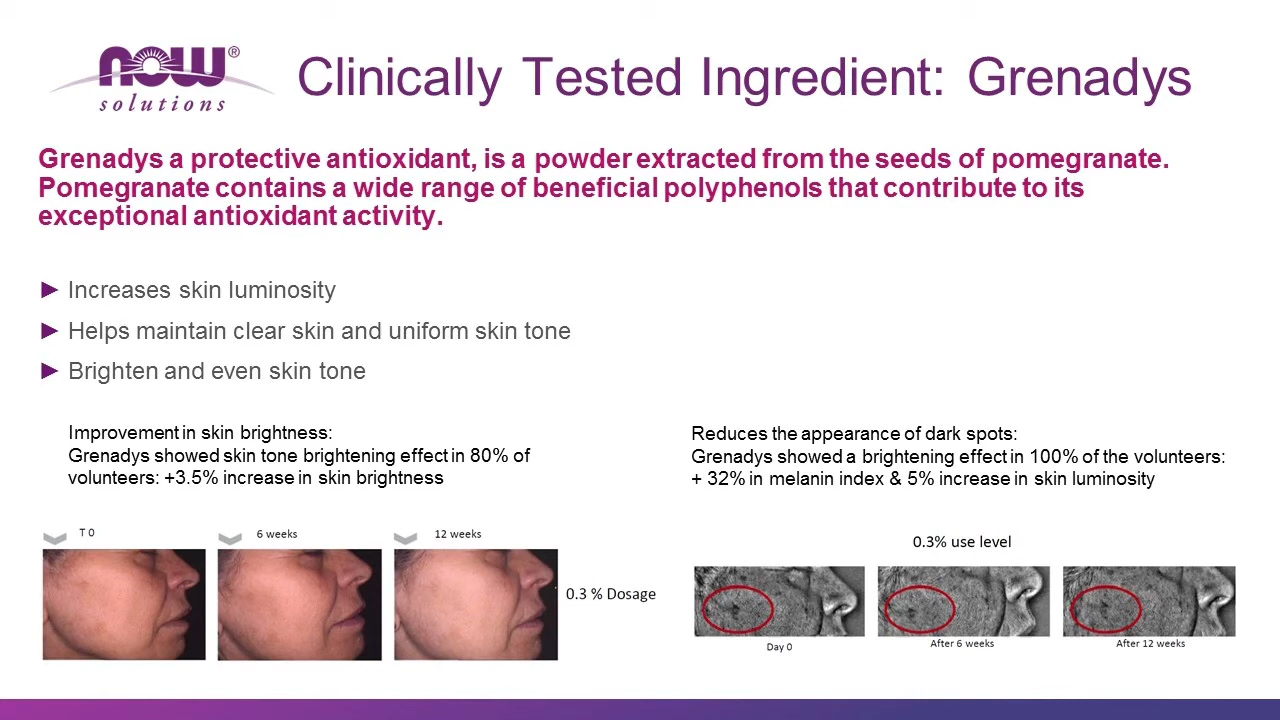 NOW®
solutions
Clinically Tested Ingredient: Grenadys
Grenadys a protective antioxidant, is a powder extracted from the seeds of pomegranate.
Pomegranate contains a wide range of beneficial polyphenols that contribute to its
exceptional antioxidant activity.
► Increases skin luminosity
► Helps maintain clear skin and uniform skin tone
► Brighten and even skin tone
Improvement in skin brightness:
Grenadys showed skin tone brightening effect in 80% of
volunteers: +3.5% increase in skin brightness
T 0
6 weeks
12 weeks
0.3 % Dosage
Reduces the appearance of dark spots:
Grenadys showed a brightening effect in 100% of the volunteers:
+ 32% in melanin index & 5% increase in skin luminosity
0.3% use level
Day 0
After 6 weeks
After 12 weeks